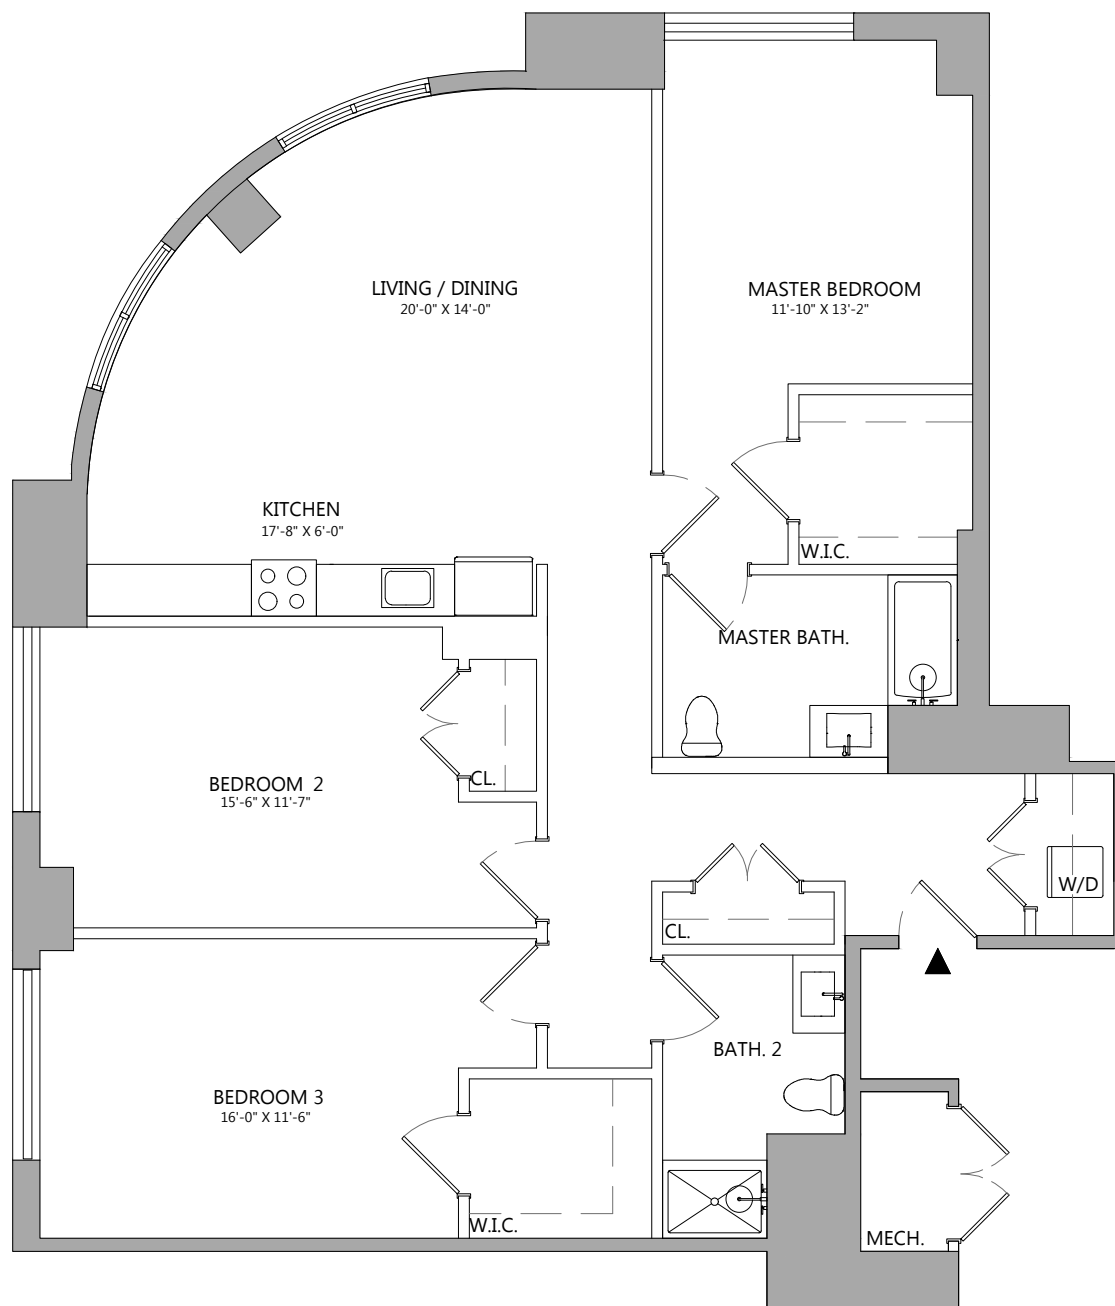 LIVING / DINING
20'-0" X 14'-0"
MASTER BEDROOM
11'-10" X 13'-2"
KITCHEN
17'-8" X 6'-0"
W.I.C.
MASTER BATH.
CL.
BEDROOM 2
15'-6" X 11'-7"
W/D
CL.
BATH. 2
BEDROOM 3
16'-0" X 11'-6"
W.I.C.
MECH.